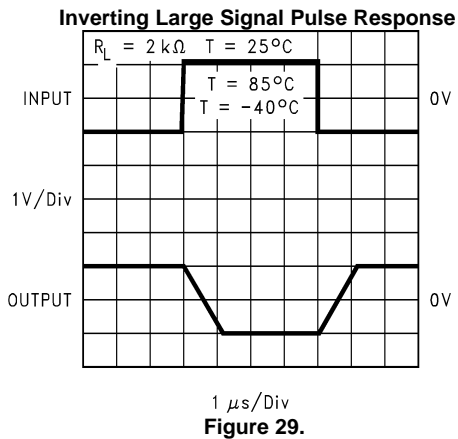 Inverting Large Signal Pulse Response
RL = 2 kΩ T = 25°C
T = 85°C
T = -40°C
INPUT 0V
1V/Div
OUTPUT 0V
1 μs/Div
Figure 29.